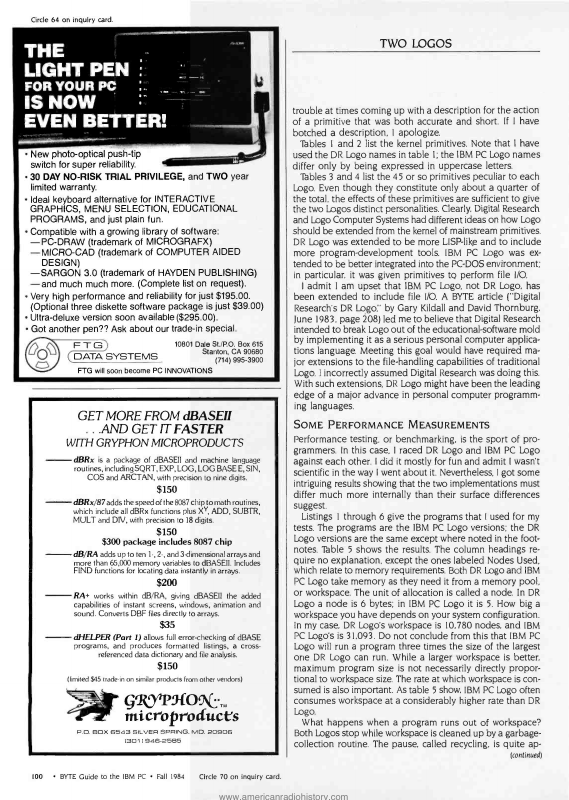 Circle 64 on inquiry card.
THE
LIGHT PEN
FOR YOUR PC
IS NOW
EVEN BETTER!
• New photo-optical push-tip
switch for super reliability.
• 30 DAY NO-RISK TRIAL PRIVILEGE, and TWO year
limited warranty.
• Ideal keyboard alternative for INTERACTIVE
GRAPHICS, MENU SELECTION, EDUCATIONAL
PROGRAMS, and just plain fun.
• Compatible with a growing library of software:
—PC-DRAW (trademark of MICROGRAFX)
—MICRO-CAD (trademark of COMPUTER AIDED
DESIGN)
—SARGON 3.0 (trademark of HAYDEN PUBLISHING)
—and much much more. (Complete list on request).
• Very high performance and reliability for just $195.00.
(Optional three diskette software package is just $39.00)
• Ultra-deluxe version soon available ($295.00).
• Got another pen?? Ask about our trade-in special.
FTG
DATA SYSTEMS
10801 Dale St./P.O. Box 615
Stanton, CA 90680
(714) 995-3900
FTG will soon become PC INNOVATIONS
GET MORE FROM dBASEII
. . .AND GET IT FASTER
WITH GRYPHON MICROPRODUCTS
dBRx is a package of dBASEII and machine language
routines, including SQRT, EXP, LOG, LOG BASE E, SIN,
COS and ARCTAN, with precision to nine digits.
$150
dBRx/87 adds the speed of the 8087 chip to math routines,
which include all dBRx functions plus X^Y, ADD, SUBTR,
MULT and DIV, with precision to 18 digits.
$150
$300 package includes 8087 chip
dB/RA adds up to ten 1-, 2-, and 3-dimensional arrays and
more than 65,000 memory variables to dBASEII. Includes
FIND functions for locating data instantly in arrays.
$200
RA+ works within dB/RA, giving dBASEII the added
capabilities of instant screens, windows, animation and
sound. Converts DBF files directly to arrays.
$35
dHELPER (Part 1) allows full error-checking of dBASE
programs, and produces formatted listings, a cross-
referenced data dictionary and file analysis.
$150
(limited $45 trade-in on similar products from other vendors)
GRYPHON™
microproducts
P.O. BOX 6543 SILVER SPRING, MD. 20906
(301) 946-2585
TWO LOGOS
trouble at times coming up with a description for the action
of a primitive that was both accurate and short. If I have
botched a description, I apologize.
Tables 1 and 2 list the kernel primitives. Note that I have
used the DR Logo names in table 1; the IBM PC Logo names
differ only by being expressed in uppercase letters.
Tables 3 and 4 list the 45 or so primitives peculiar to each
Logo. Even though they constitute only about a quarter of
the total, the effects of these primitives are sufficient to give
the two Logos distinct personalities. Clearly, Digital Research
and Logo Computer Systems had different ideas on how Logo
should be extended from the kernel of mainstream primitives.
DR Logo was extended to be more LISP-like and to include
more program-development tools. IBM PC Logo was ex-
tended to be better integrated into the PC-DOS environment;
in particular, it was given primitives to perform file I/O.
I admit I am upset that IBM PC Logo, not DR Logo, has
been extended to include file I/O. A BYTE article ("Digital
Research's DR Logo," by Gary Kildall and David Thornburg,
June 1983, page 208) led me to believe that Digital Research
intended to break Logo out of the educational-software mold
by implementing it as a serious personal computer applica-
tions language. Meeting this goal would have required ma-
jor extensions to the file-handling capabilities of traditional
Logo. I incorrectly assumed Digital Research was doing this.
With such extensions, DR Logo might have been the leading
edge of a major advance in personal computer programm-
ing languages.
SOME PERFORMANCE MEASUREMENTS
Performance testing, or benchmarking, is the sport of pro-
grammers. In this case, I raced DR Logo and IBM PC Logo
against each other. I did it mostly for fun and admit I wasn't
scientific in the way I went about it. Nevertheless, I got some
intriguing results showing that the two implementations must
differ much more internally than their surface differences
suggest.
Listings 1 through 6 give the programs that I used for my
tests. The programs are the IBM PC Logo versions; the DR
Logo versions are the same except where noted in the foot-
notes. Table 5 shows the results. The column headings re-
quire no explanation, except the ones labeled Nodes Used,
which relate to memory requirements. Both DR Logo and IBM
PC Logo take memory as they need it from a memory pool,
or workspace. The unit of allocation is called a node. In DR
Logo a node is 6 bytes; in IBM PC Logo it is 5. How big a
workspace you have depends on your system configuration.
In my case, DR Logo's workspace is 10,780 nodes, and IBM
PC Logo's is 31,093. Do not conclude from this that IBM PC
Logo will run a program three times the size of the largest
one DR Logo can run. While a larger workspace is better,
maximum program size is not necessarily directly propor-
tional to workspace size. The rate at which workspace is con-
sumed is also important. As table 5 show, IBM PC Logo often
consumes workspace at a considerably higher rate than DR
Logo.
What happens when a program runs out of workspace?
Both Logos stop while workspace is cleaned up by a garbage-
collection routine. The pause, called recycling, is quite ap-
(continued)
100 • BYTE Guide to the IBM PC • Fall 1984
Circle 70 on inquiry card.
www.americanradiohistory.com